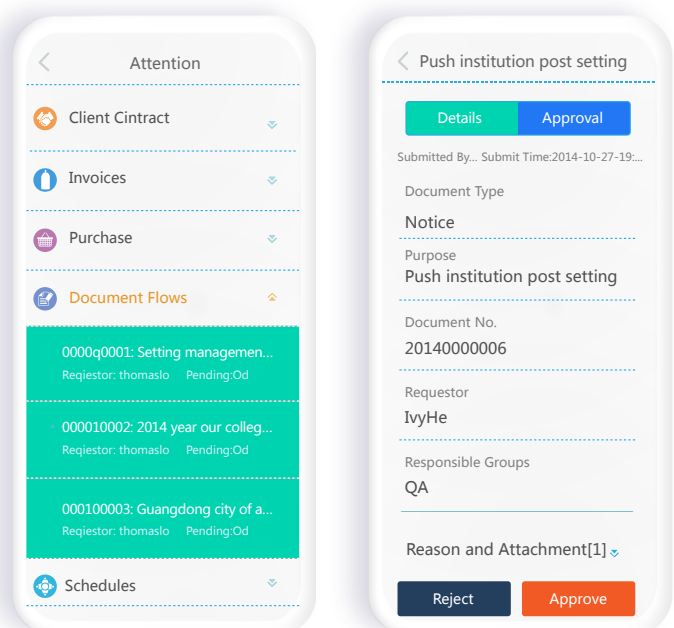 Attention
Client Cintract
Invoices
Purchase
Document Flows
0000q0001: Setting managemen...
Reqiestor: thomaslo Pending:Od
000010002: 2014 year our colleg...
Reqiestor: thomaslo Pending:Od
000100003: Guangdong city of a...
Reqiestor: thomaslo Pending:Od
Schedules
Push institution post setting
Details Approval
Submitted By... Submit Time:2014-10-27-19:...
Document Type
Notice
Purpose
Push institution post setting
Document No.
20140000006
Requestor
IvyHe
Responsible Groups
QA
Reason and Attachment[1]
Reject Approve